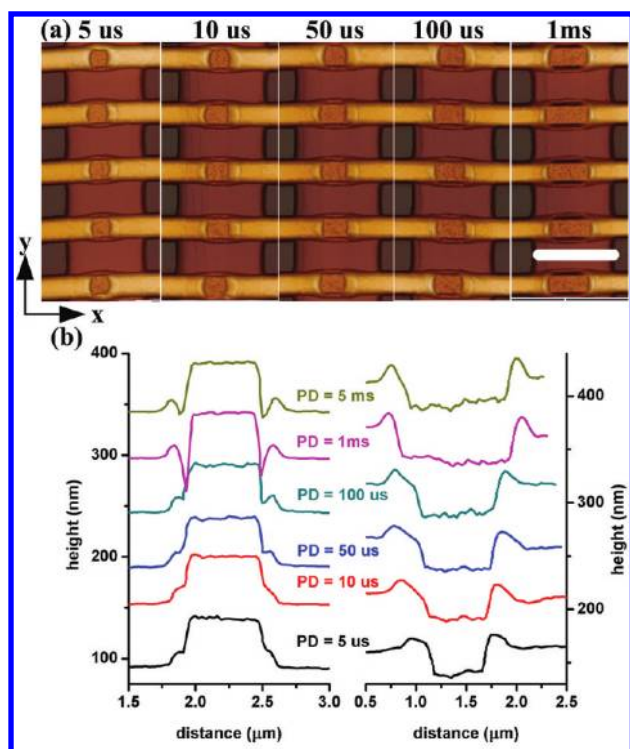 (a) 5 us 10 us 50 us 100 us 1ms
y
x
(b)
400
300
200
100
height (nm)
1.5 2.0 2.5 3.0
distance (μm)
PD = 5 ms
PD = 1ms
PD = 100 us
PD = 50 us
PD = 10 us
PD = 5 us
400
300
200
height (nm)
0.5 1.0 1.5 2.0 2.5
distance (μm)